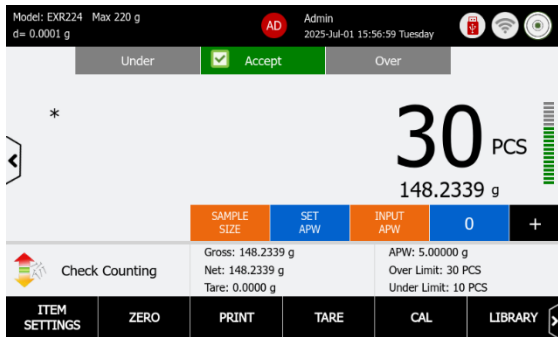 Model: EXR224 Max 220 g
d= 0.0001 g
AD
Admin
2025-Jul-01 15:56:59 Tuesday
Under
Accept
Over
*
30 PCS
148.2339 g
SAMPLE
SIZE
SET
APW
INPUT
APW
0
+
Check Counting
Gross: 148.2339 g
Net: 148.2339 g
Tare: 0.0000 g
APW: 5.00000 g
Over Limit: 30 PCS
Under Limit: 10 PCS
ITEM
SETTINGS
ZERO
PRINT
TARE
CAL
LIBRARY